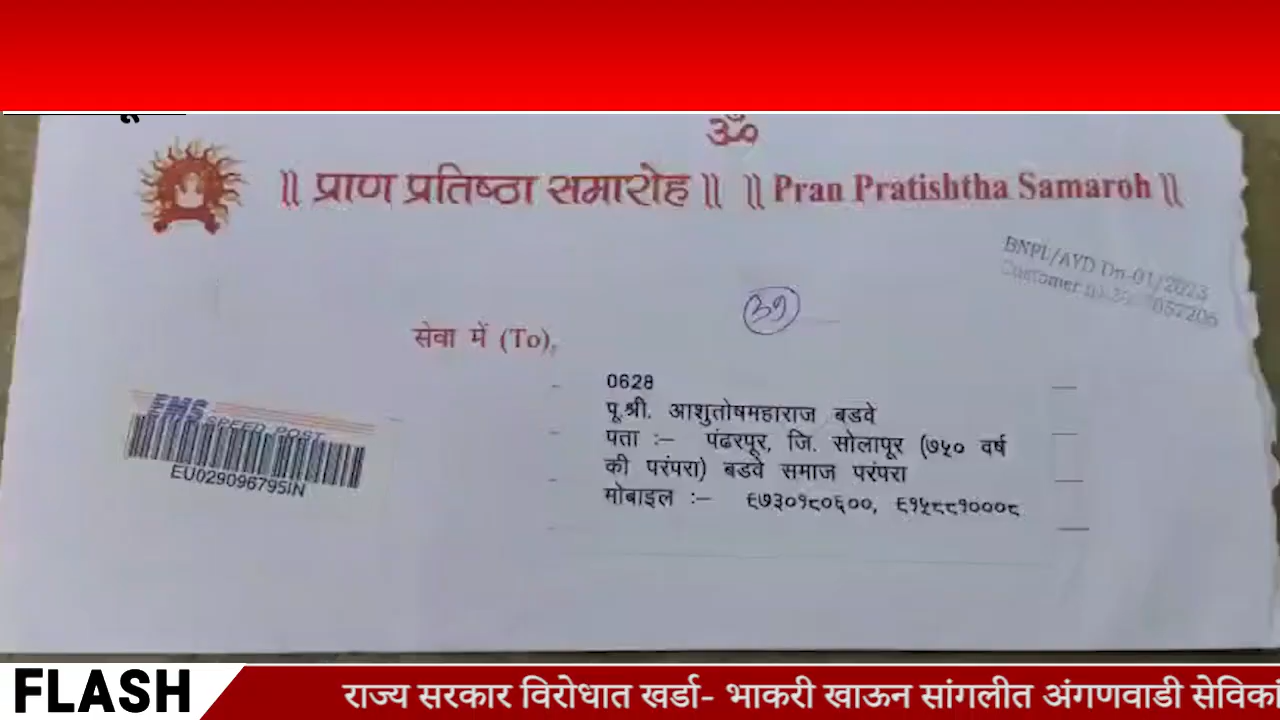 ॐ
|| प्राण प्रतिष्ठा समारोह || || Pran Pratishtha Samaroh ||
BNPL/AYD Dn-01/2023
Customer
सेवा में (To),
0628
पू.श्री. आशुतोषमहाराज बडवे
पता :– पंढरपूर, जि. सोलापूर (७५० वर्ष
की परंपरा) बडवे समाज परंपरा
मोबाइल :– ९७३०१८०६००, ९१५८८१०००८
EMS SPEED POST
EU029096795IN
FLASH
राज्य सरकार विरोधात खर्डा- भाकरी खाऊन सांगलीत अंगणवाडी सेविकां